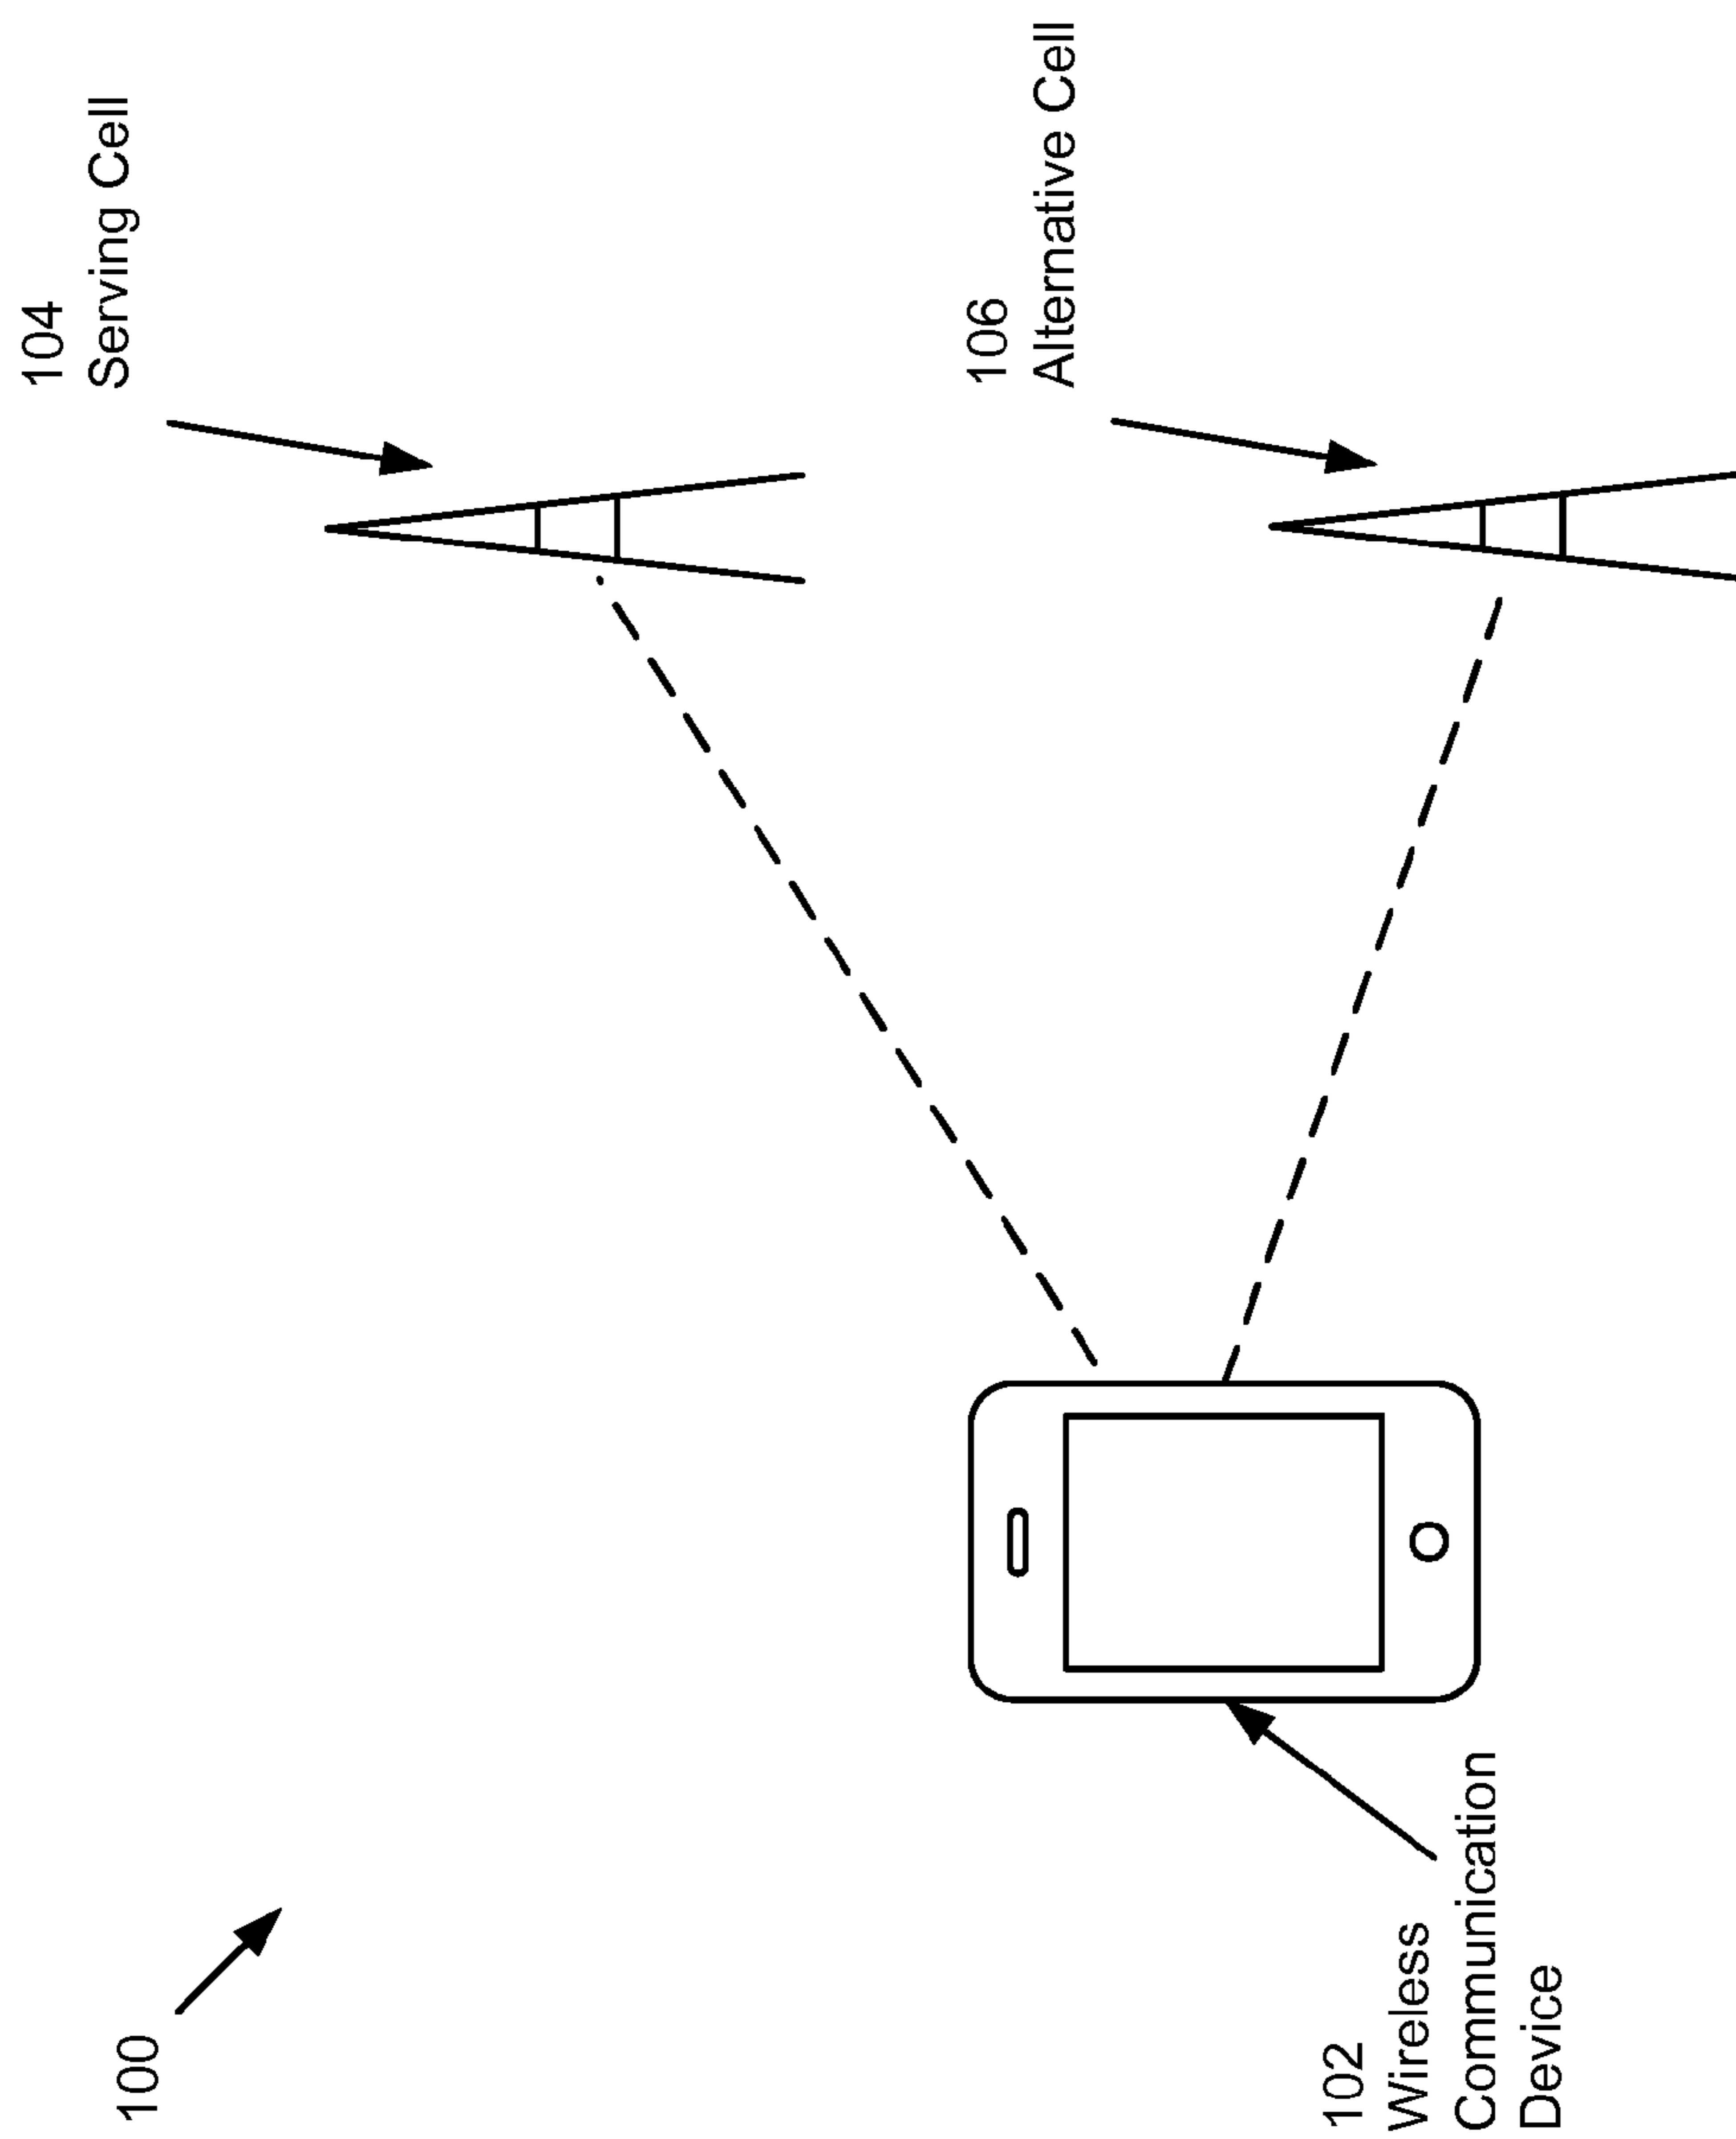 100
104
Serving Cell
106
Alternative Cell
102
Wireless
Communication
Device